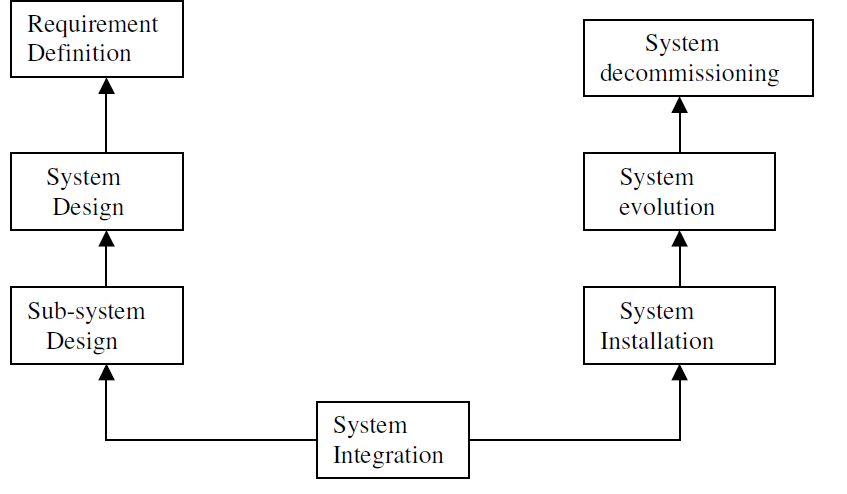 Requirement
Definition
System
Design
Sub-system
Design
System
Integration
System
decommissioning
System
evolution
System
Installation